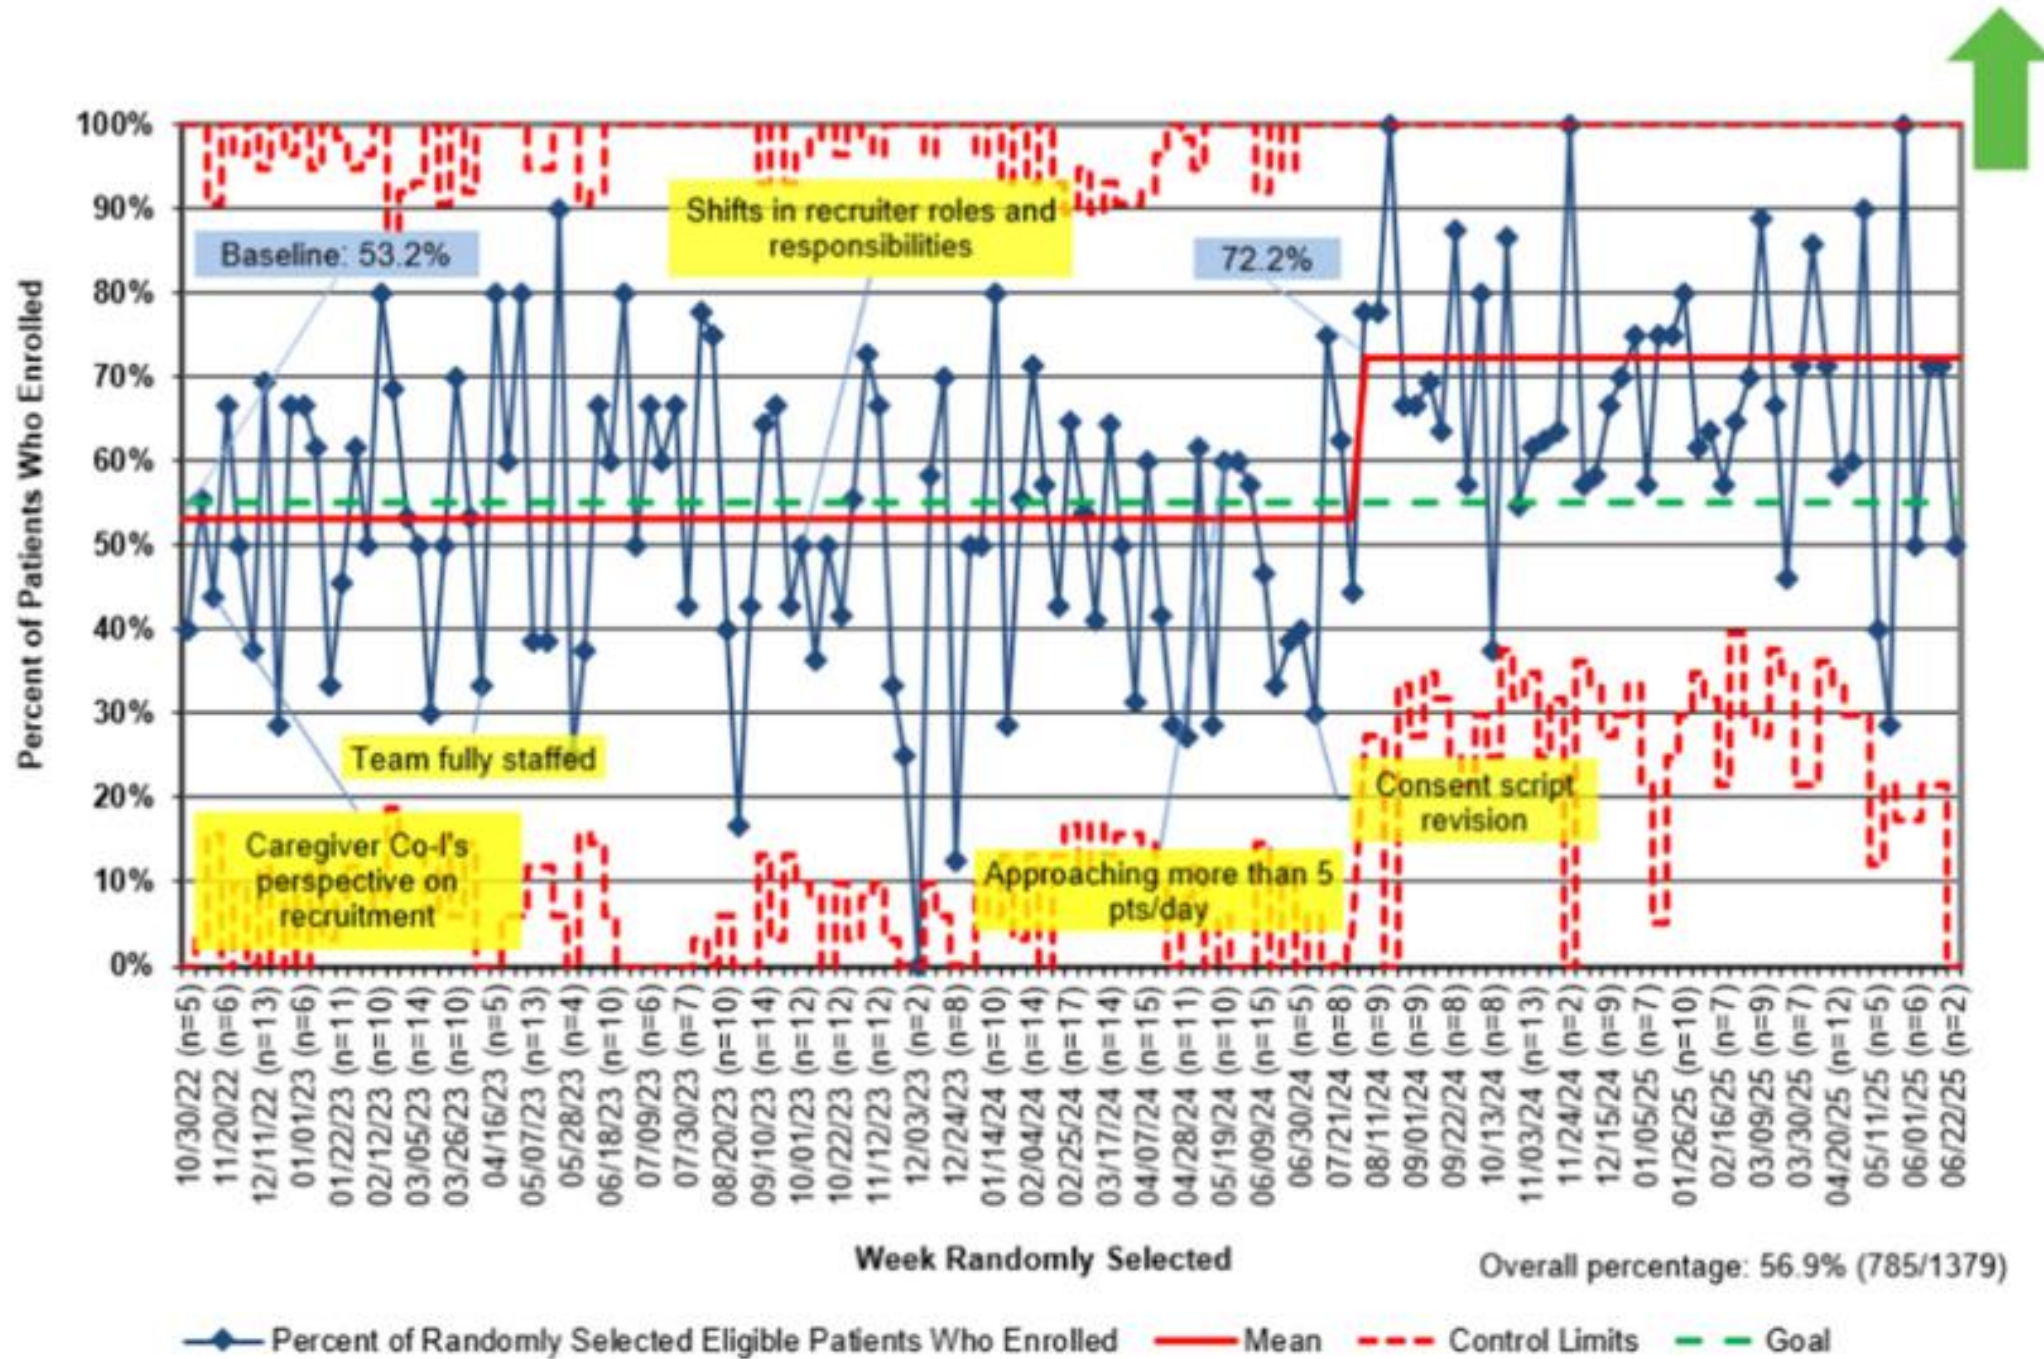 100%
90%
80%
70%
60%
50%
40%
30%
20%
10%
0%
Percent of Patients Who Enrolled
Baseline: 53.2%
Shifts in recruiter roles and
responsibilities
72.2%
Team fully staffed
Caregiver Co-I's
perspective on
recruitment
Approaching more than 5
pts/day
Consent script
revision
10/30/22 (n=5)
11/20/22 (n=6)
12/11/22 (n=13)
01/01/23 (n=6)
01/22/23 (n=11)
02/12/23 (n=10)
03/05/23 (n=14)
03/26/23 (n=10)
04/16/23 (n=5)
05/07/23 (n=13)
05/28/23 (n=4)
06/18/23 (n=10)
07/09/23 (n=6)
07/30/23 (n=7)
08/20/23 (n=10)
09/10/23 (n=14)
10/01/23 (n=12)
10/22/23 (n=12)
11/12/23 (n=12)
12/03/23 (n=2)
12/24/23 (n=8)
01/14/24 (n=10)
02/04/24 (n=14)
02/25/24 (n=17)
03/17/24 (n=14)
04/07/24 (n=15)
04/28/24 (n=11)
05/19/24 (n=10)
06/09/24 (n=15)
06/30/24 (n=5)
07/21/24 (n=8)
08/11/24 (n=9)
09/01/24 (n=9)
09/22/24 (n=8)
10/13/24 (n=8)
11/03/24 (n=13)
11/24/24 (n=2)
12/15/24 (n=9)
01/05/25 (n=7)
01/26/25 (n=10)
02/16/25 (n=7)
03/09/25 (n=9)
03/30/25 (n=7)
04/20/25 (n=12)
05/11/25 (n=5)
06/01/25 (n=6)
06/22/25 (n=2)
Week Randomly Selected
Overall percentage: 56.9% (785/1379)
Percent of Randomly Selected Eligible Patients Who Enrolled
Mean
Control Limits
Goal